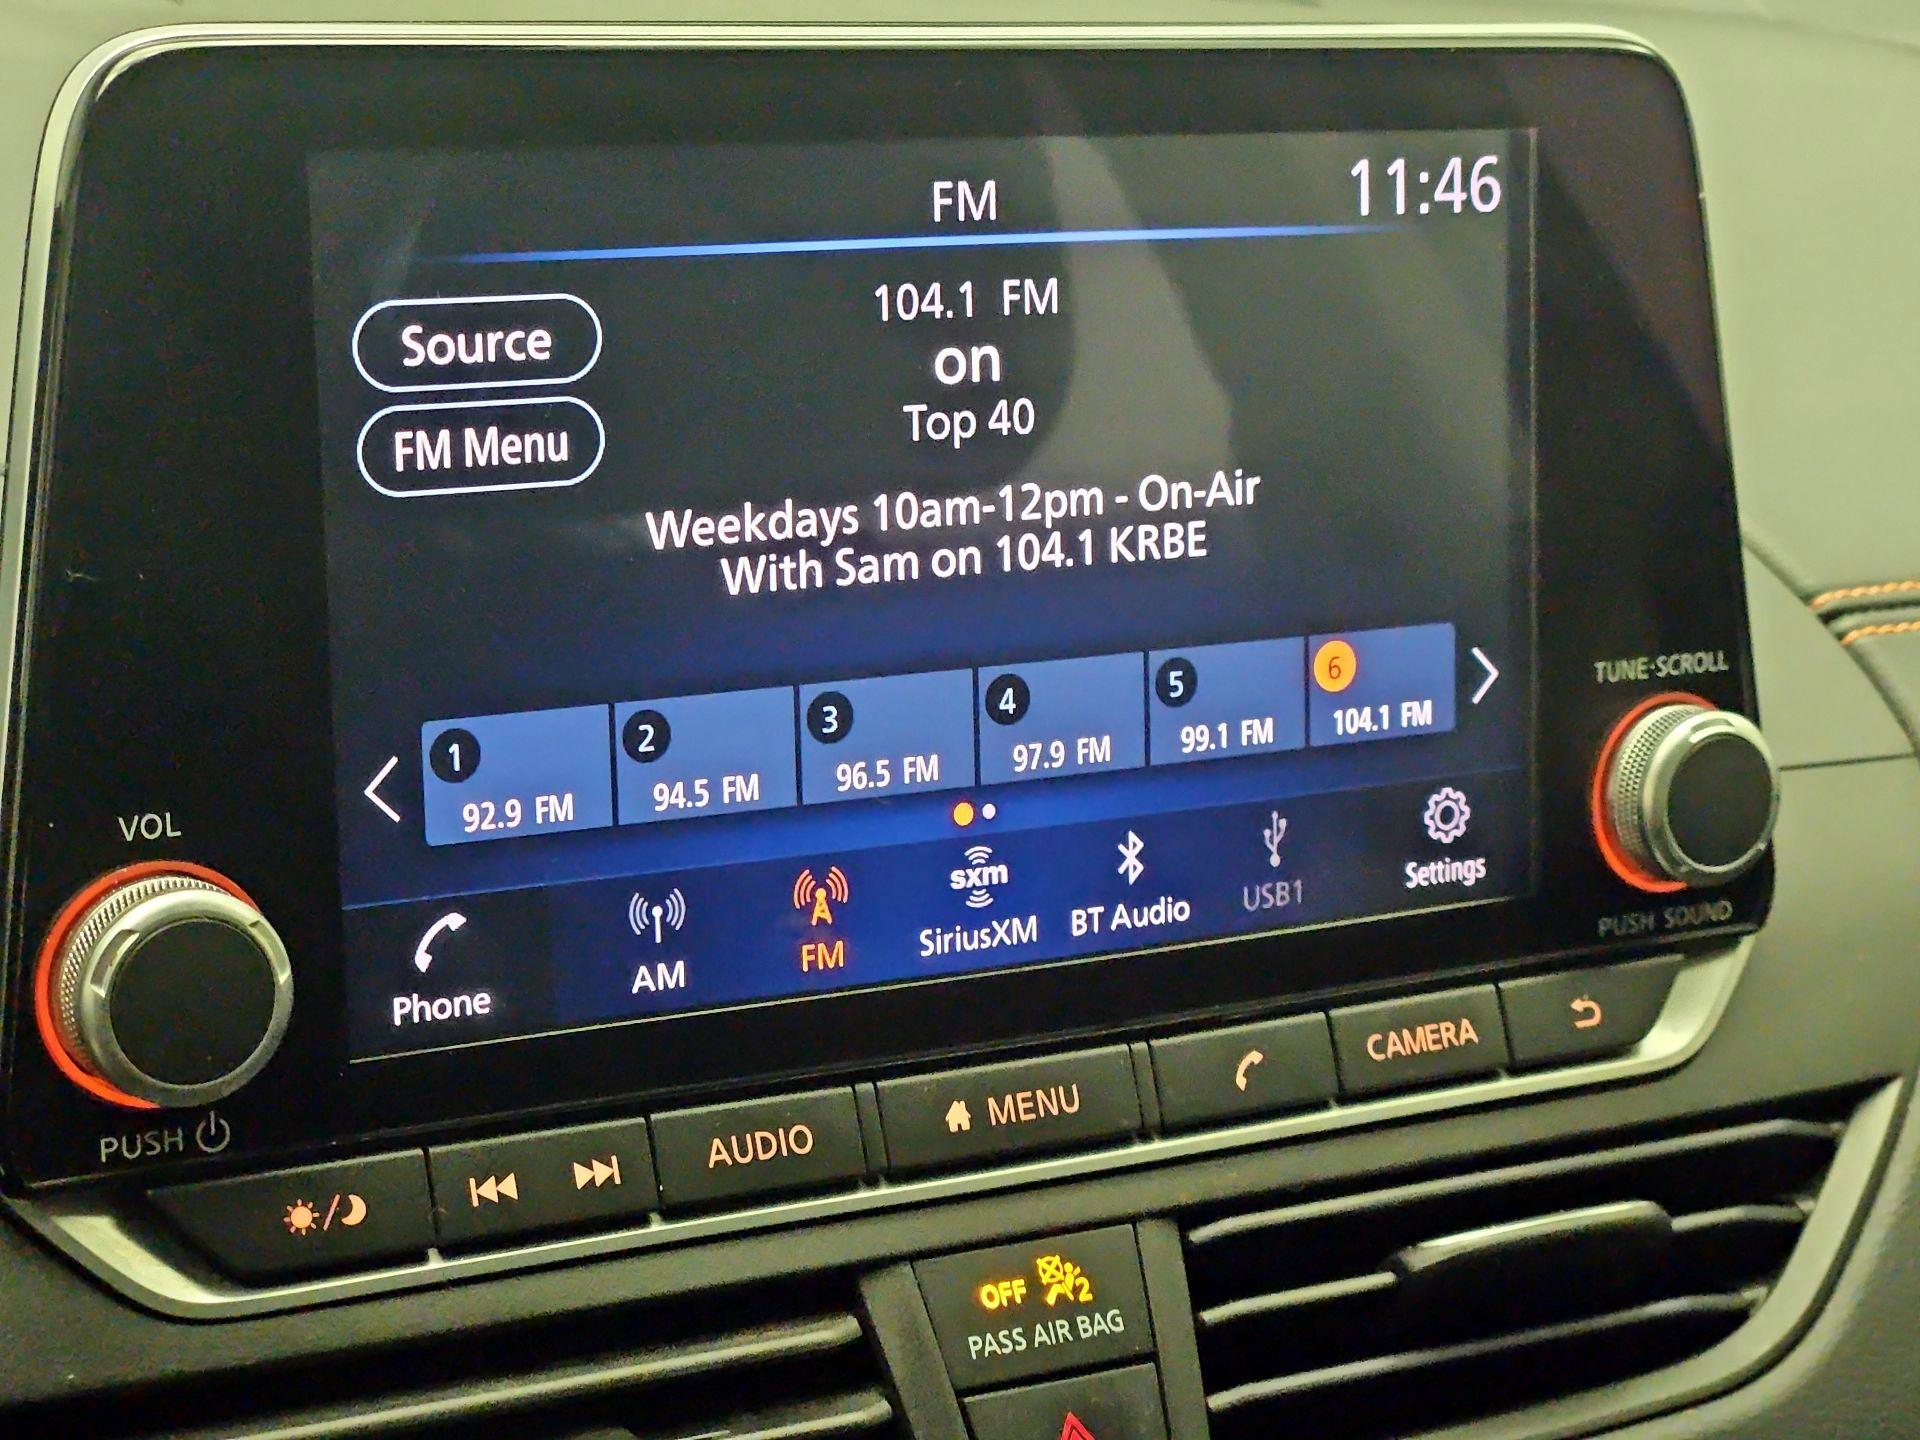 FM
11:46
104.1 FM
Source
on
Top 40
FM Menu
Weekdays 10am-12pm - On-Air
With Sam on 104.1 KRBE
1
92.9 FM
2
94.5 FM
3
96.5 FM
4
97.9 FM
5
99.1 FM
6
104.1 FM
Phone
AM
FM
sxm
SiriusXM
BT Audio
USB1
Settings
VOL
PUSH
TUNE·SCROLL
PUSH SOUND
AUDIO
MENU
CAMERA
OFF 2
PASS AIR BAG